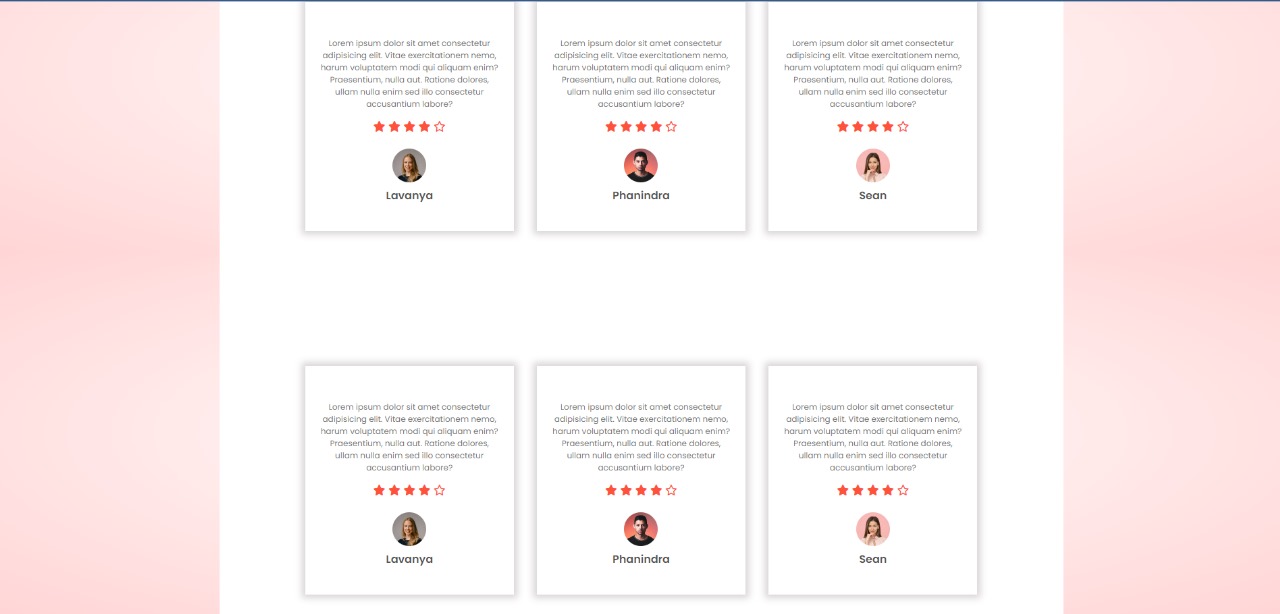 Lorem ipsum dolor sit amet consectetur
adipisicing elit. Vitae exercitationem nemo,
harum voluptatem modi qui aliquam enim?
Praesentium, nulla aut. Ratione dolores,
ullam nulla enim sed illo consectetur
accusantium labore?
Lavanya
Lorem ipsum dolor sit amet consectetur
adipisicing elit. Vitae exercitationem nemo,
harum voluptatem modi qui aliquam enim?
Praesentium, nulla aut. Ratione dolores,
ullam nulla enim sed illo consectetur
accusantium labore?
Phanindra
Lorem ipsum dolor sit amet consectetur
adipisicing elit. Vitae exercitationem nemo,
harum voluptatem modi qui aliquam enim?
Praesentium, nulla aut. Ratione dolores,
ullam nulla enim sed illo consectetur
accusantium labore?
Sean
Lorem ipsum dolor sit amet consectetur
adipisicing elit. Vitae exercitationem nemo,
harum voluptatem modi qui aliquam enim?
Praesentium, nulla aut. Ratione dolores,
ullam nulla enim sed illo consectetur
accusantium labore?
Lavanya
Lorem ipsum dolor sit amet consectetur
adipisicing elit. Vitae exercitationem nemo,
harum voluptatem modi qui aliquam enim?
Praesentium, nulla aut. Ratione dolores,
ullam nulla enim sed illo consectetur
accusantium labore?
Phanindra
Lorem ipsum dolor sit amet consectetur
adipisicing elit. Vitae exercitationem nemo,
harum voluptatem modi qui aliquam enim?
Praesentium, nulla aut. Ratione dolores,
ullam nulla enim sed illo consectetur
accusantium labore?
Sean